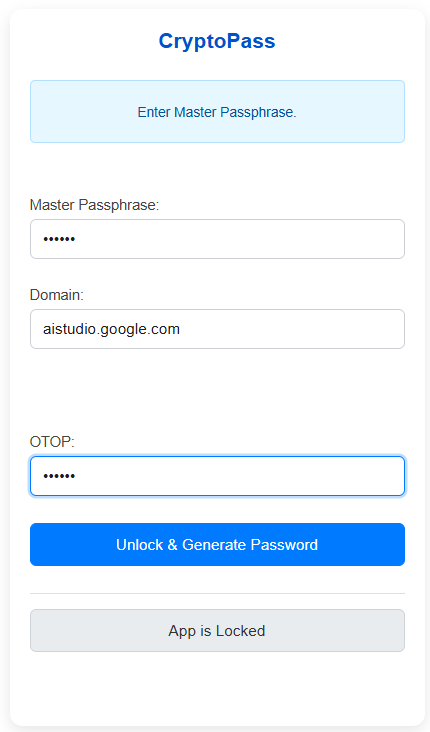 CryptoPass
Enter Master Passphrase.
Master Passphrase:
••••••
Domain:
aistudio.google.com
OTOP:
••••••
Unlock & Generate Password
App is Locked